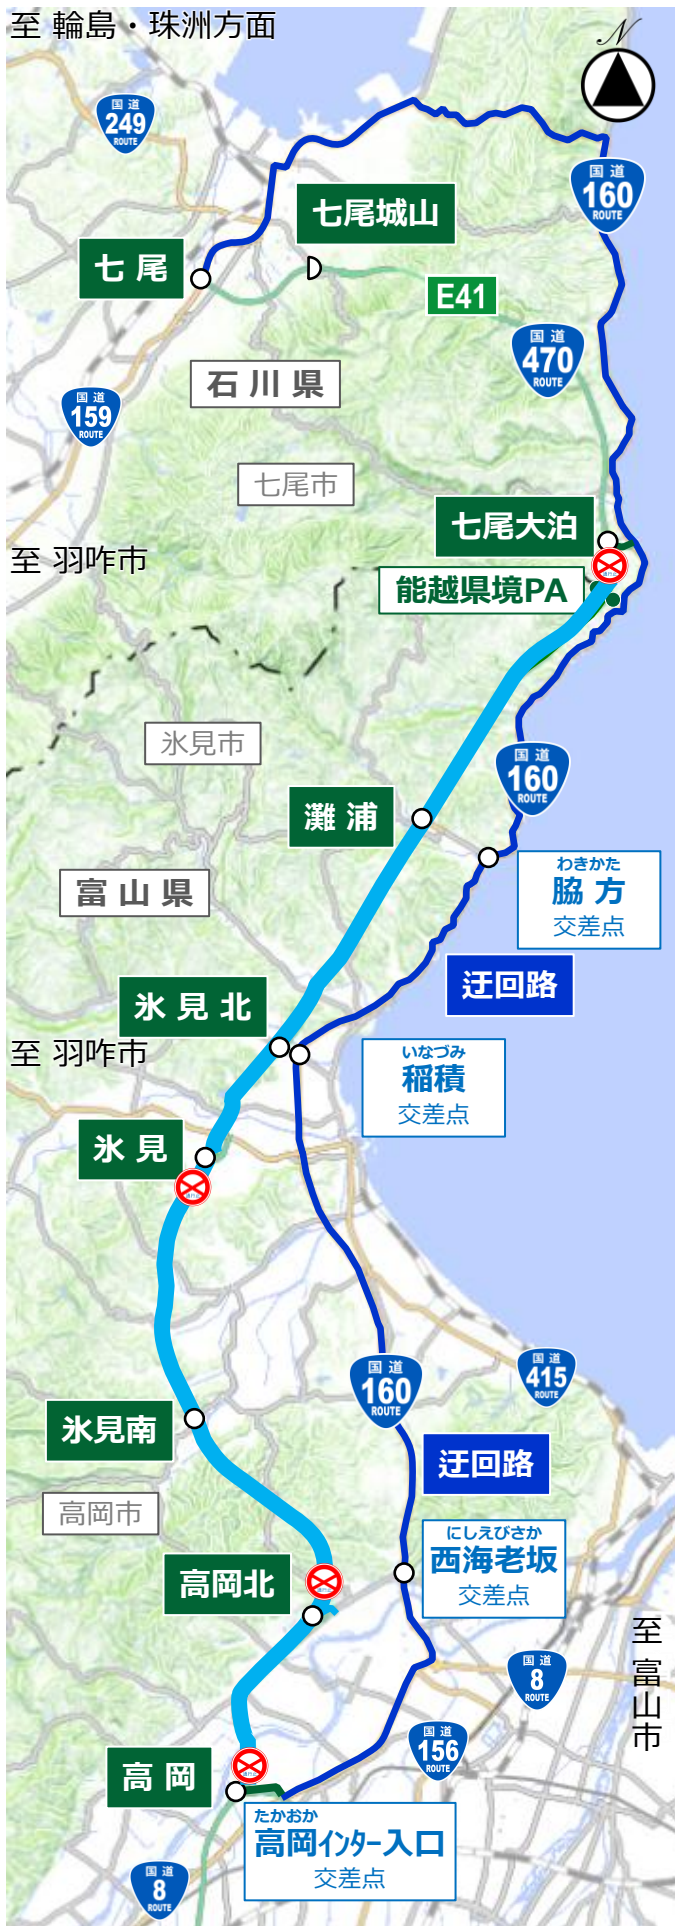 至 輪島・珠洲方面
N
国道
249
ROUTE
国道
160
ROUTE
七尾城山
七尾
E41
国道
470
ROUTE
石川県
国道
159
ROUTE
七尾市
七尾大泊
至 羽咋市
能越県境PA
氷見市
国道
160
ROUTE
灘浦
わきかた
脇方
交差点
富山県
迂回路
氷見北
至 羽咋市
いなづみ
稲積
交差点
氷見
国道
160
ROUTE
国道
415
ROUTE
氷見南
迂回路
高岡市
にしえびさか
西海老坂
交差点
高岡北
至 富山市
国道
8
ROUTE
国道
156
ROUTE
高岡
たかおか
高岡インター入口
交差点
国道
8
ROUTE